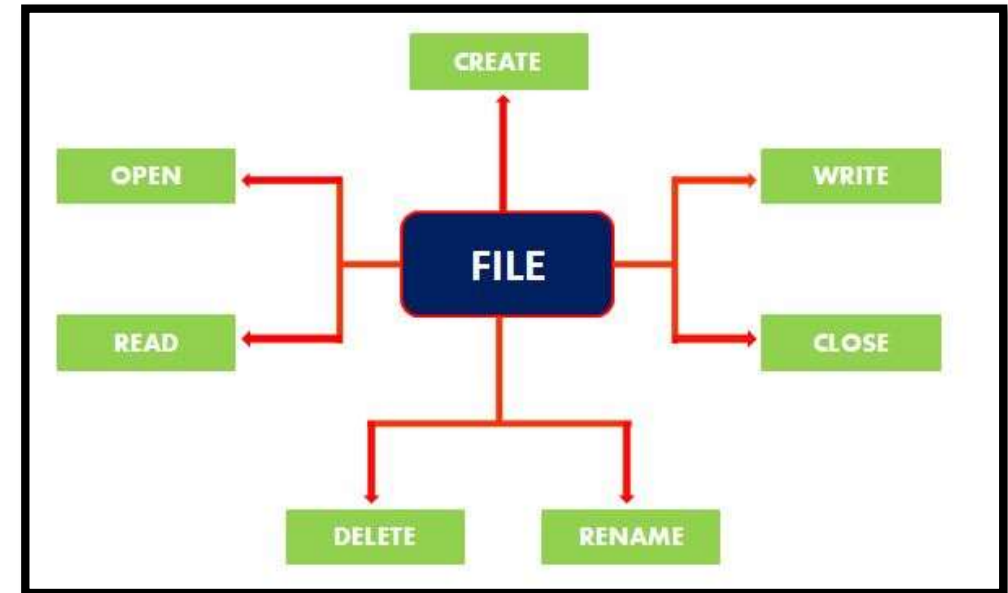 CREATE
OPEN
WRITE
FILE
READ
CLOSE
DELETE
RENAME